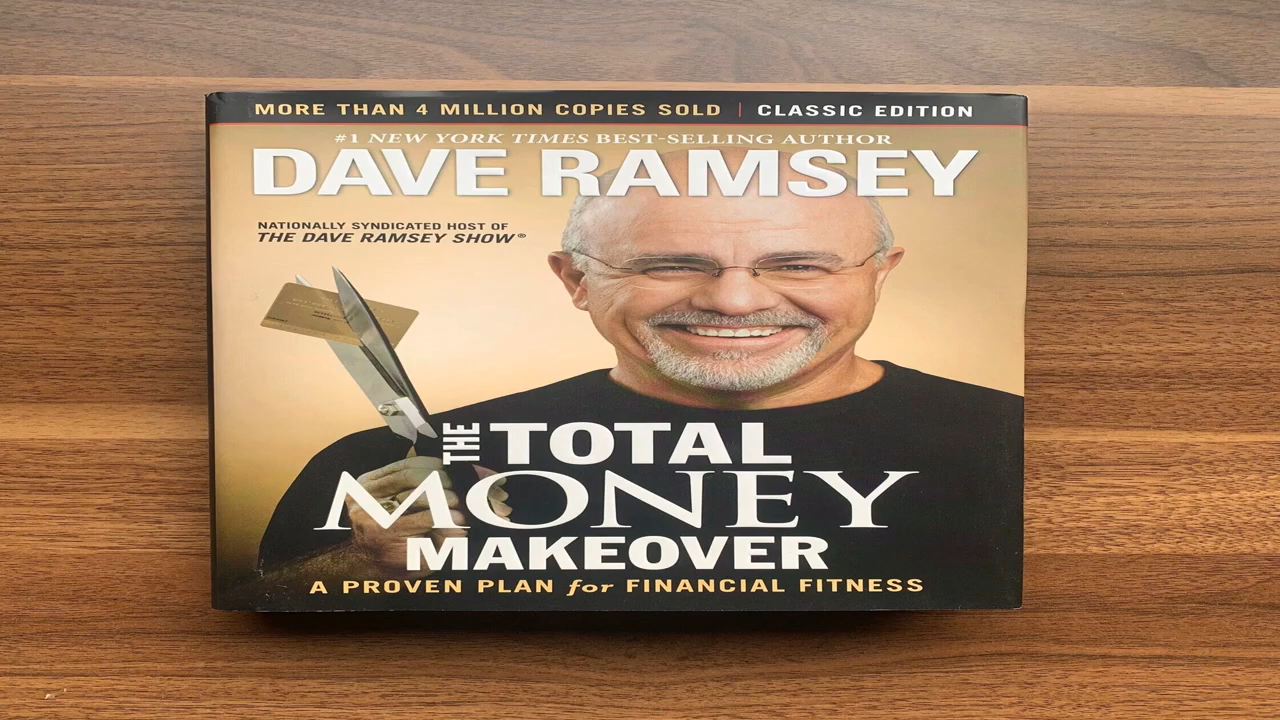 MORE THAN 4 MILLION COPIES SOLD | CLASSIC EDITION
#1 NEW YORK TIMES BEST-SELLING AUTHOR
DAVE RAMSEY
NATIONALLY SYNDICATED HOST OF
THE DAVE RAMSEY SHOW®
THE TOTAL
MONEY
MAKEOVER
A PROVEN PLAN for FINANCIAL FITNESS